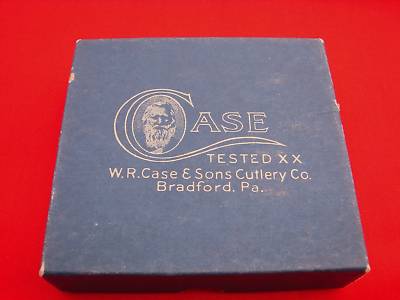 CASE
TESTED XX
W.R.Case & Sons Cutlery Co.
Bradford, Pa.